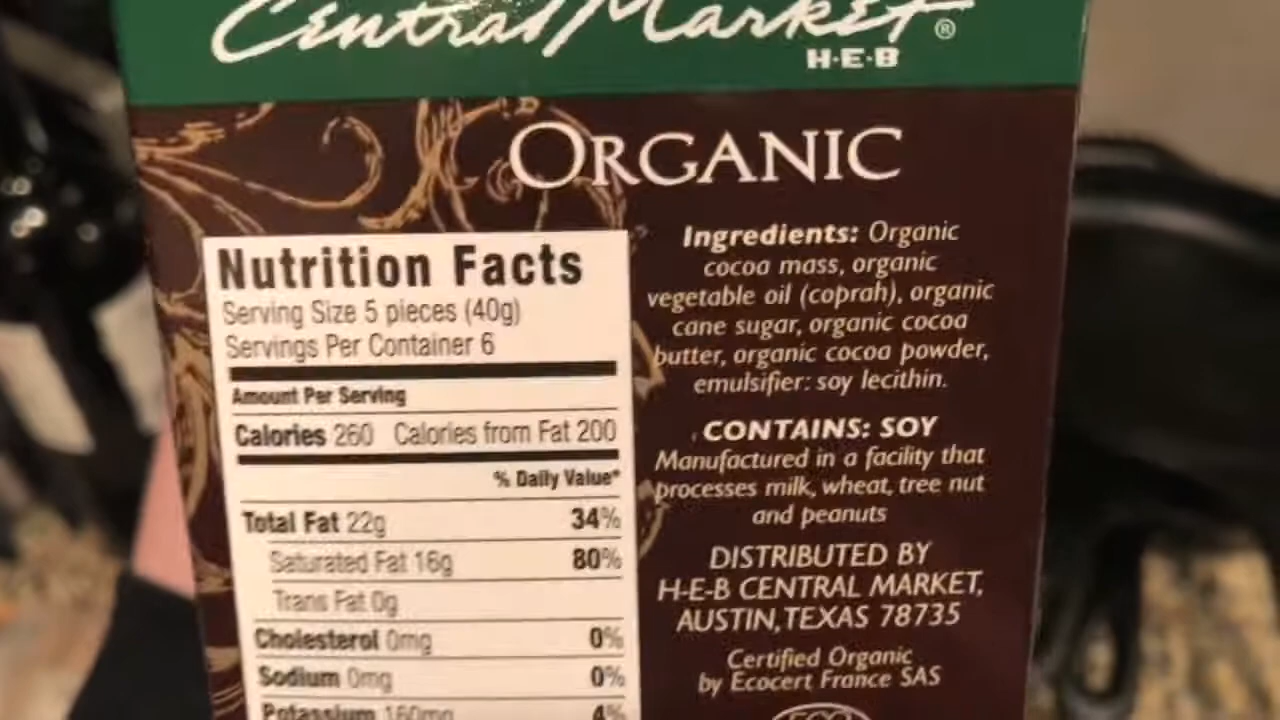 Central Market®
H-E-B
ORGANIC
Nutrition Facts
Serving Size 5 pieces (40g)
Servings Per Container 6
Amount Per Serving
Calories 260 Calories from Fat 200
% Daily Value*
Total Fat 22g 34%
Saturated Fat 16g 80%
Trans Fat 0g
Cholesterol 0mg 0%
Sodium 0mg 0%
Potassium 160mg 4%
Ingredients: Organic
cocoa mass, organic
vegetable oil (coprah), organic
cane sugar, organic cocoa
butter, organic cocoa powder,
emulsifier: soy lecithin.
CONTAINS: SOY
Manufactured in a facility that
processes milk, wheat, tree nut
and peanuts
DISTRIBUTED BY
H-E-B CENTRAL MARKET,
AUSTIN, TEXAS 78735
Certified Organic
by Ecocert France SAS
ECO